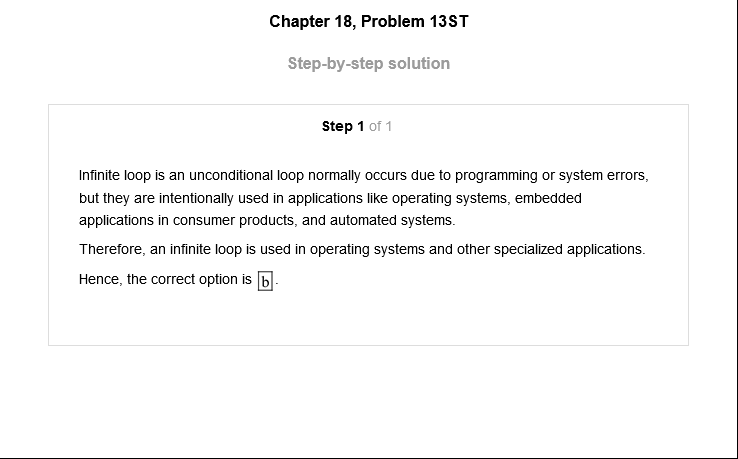 Chapter 18, Problem 13ST
Step-by-step solution
Step 1 of 1
Infinite loop is an unconditional loop normally occurs due to programming or system errors,
but they are intentionally used in applications like operating systems, embedded
applications in consumer products, and automated systems.
Therefore, an infinite loop is used in operating systems and other specialized applications.
Hence, the correct option is b.